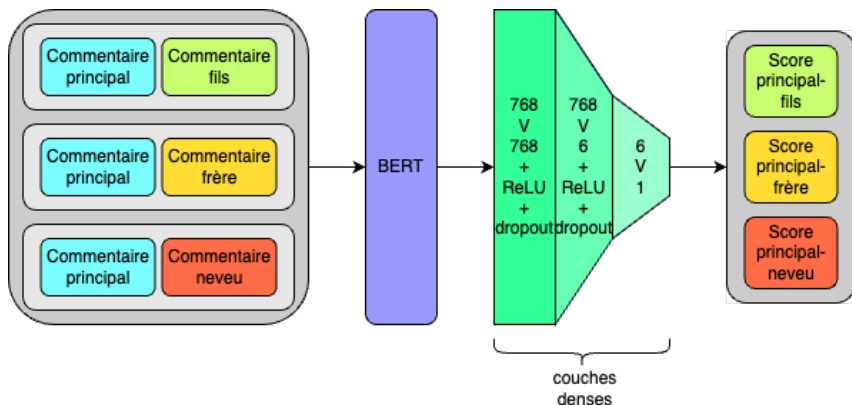 Commentaire
principal
Commentaire
fils
Commentaire
principal
Commentaire
frère
Commentaire
principal
Commentaire
neveu
BERT
768
V
768
+
ReLU
+
dropout
768
V
6
+
ReLU
+
dropout
6
V
1
couches
denses
Score
principal-
fils
Score
principal-
frère
Score
principal-
neveu